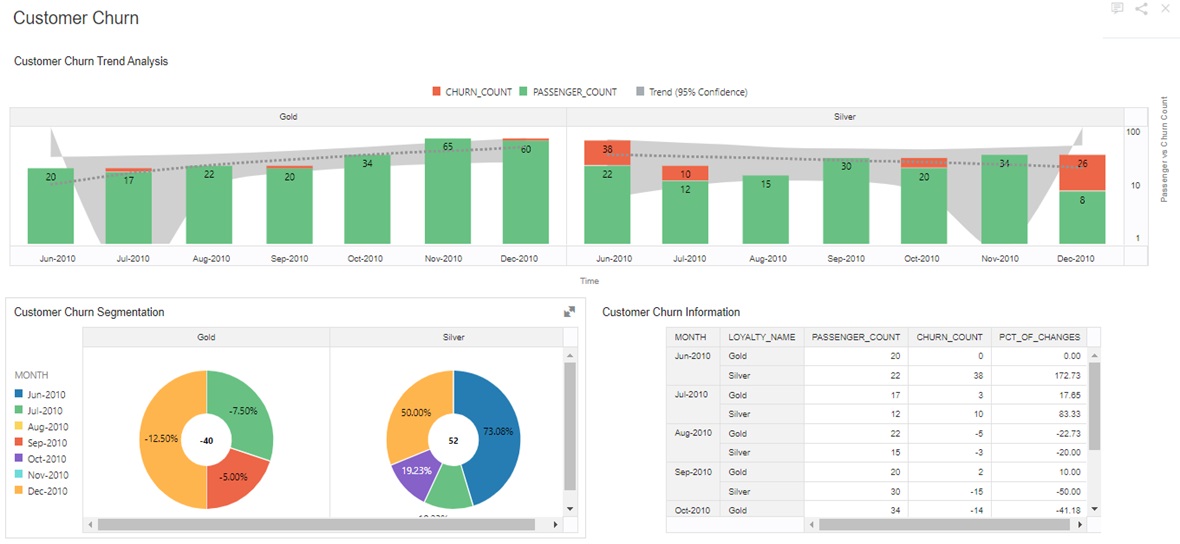 Customer Churn
Customer Churn Trend Analysis
CHURN_COUNT PASSENGER_COUNT Trend (95% Confidence)
Gold Silver
20 17 22 20 34 65 60 38 22 10 12 15 30 20 34 26 8
100
10
1
Passenger vs Churn Count
Jun-2010 Jul-2010 Aug-2010 Sep-2010 Oct-2010 Nov-2010 Dec-2010 Jun-2010 Jul-2010 Aug-2010 Sep-2010 Oct-2010 Nov-2010 Dec-2010
Time
Customer Churn Segmentation
Gold Silver
MONTH
Jun-2010
Jul-2010
Aug-2010
Sep-2010
Oct-2010
Nov-2010
Dec-2010
-7.50%
-12.50%
-40
-5.00%
50.00%
73.08%
52
19.23%
Customer Churn Information
MONTH LOYALTY_NAME PASSENGER_COUNT CHURN_COUNT PCT_OF_CHANGES
Jun-2010 Gold 20 0 0.00
Silver 22 38 172.73
Jul-2010 Gold 17 3 17.65
Silver 12 10 83.33
Aug-2010 Gold 22 -5 -22.73
Silver 15 -3 -20.00
Sep-2010 Gold 20 2 10.00
Silver 30 -15 -50.00
Oct-2010 Gold 34 -14 -41.18